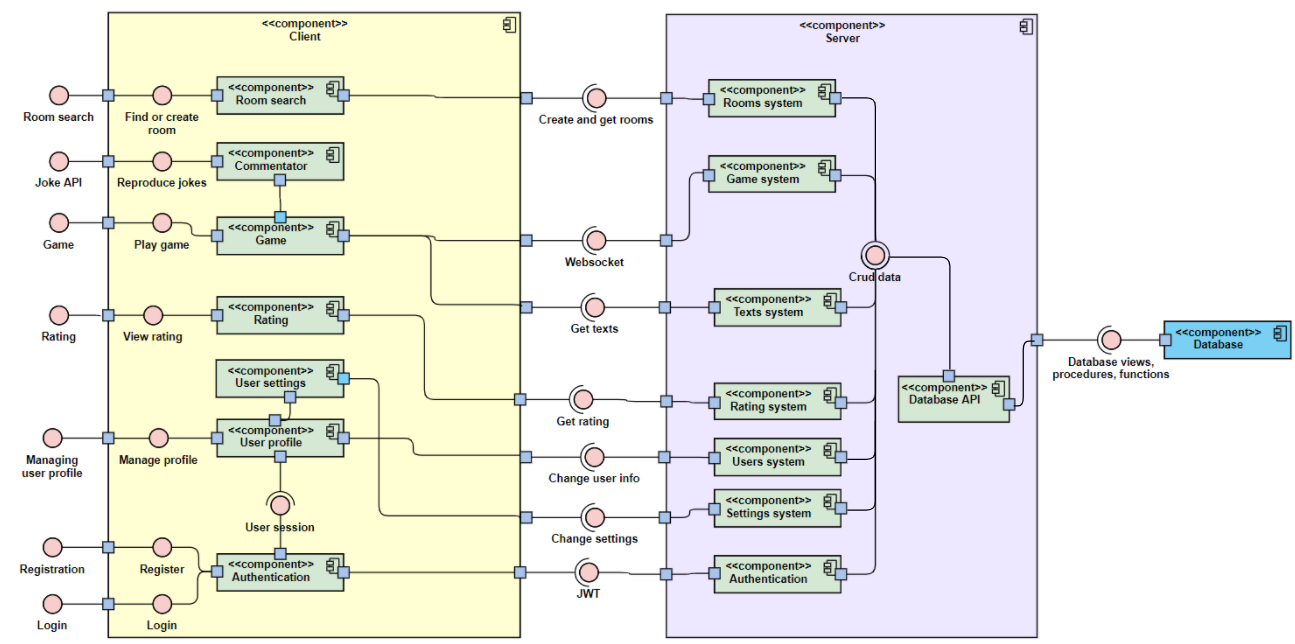 <<component>>
Client
<<component>>
Server
<<component>>
Room search
<<component>>
Rooms system
Room search
Find or create
room
Create and get rooms
<<component>>
Commentator
<<component>>
Game system
Joke API
Reproduce jokes
<<component>>
Game
Game
Play game
Websocket
Crud data
<<component>>
Rating
<<component>>
Texts system
Rating
View rating
Get texts
<<component>>
Database
Database views,
procedures, functions
<<component>>
User settings
<<component>>
Rating system
<<component>>
Database API
Get rating
<<component>>
User profile
<<component>>
Users system
Managing
user profile
Manage profile
Change user info
<<component>>
Settings system
User session
Change settings
<<component>>
Authentication
<<component>>
Authentication
Registration
Register
JWT
Login
Login